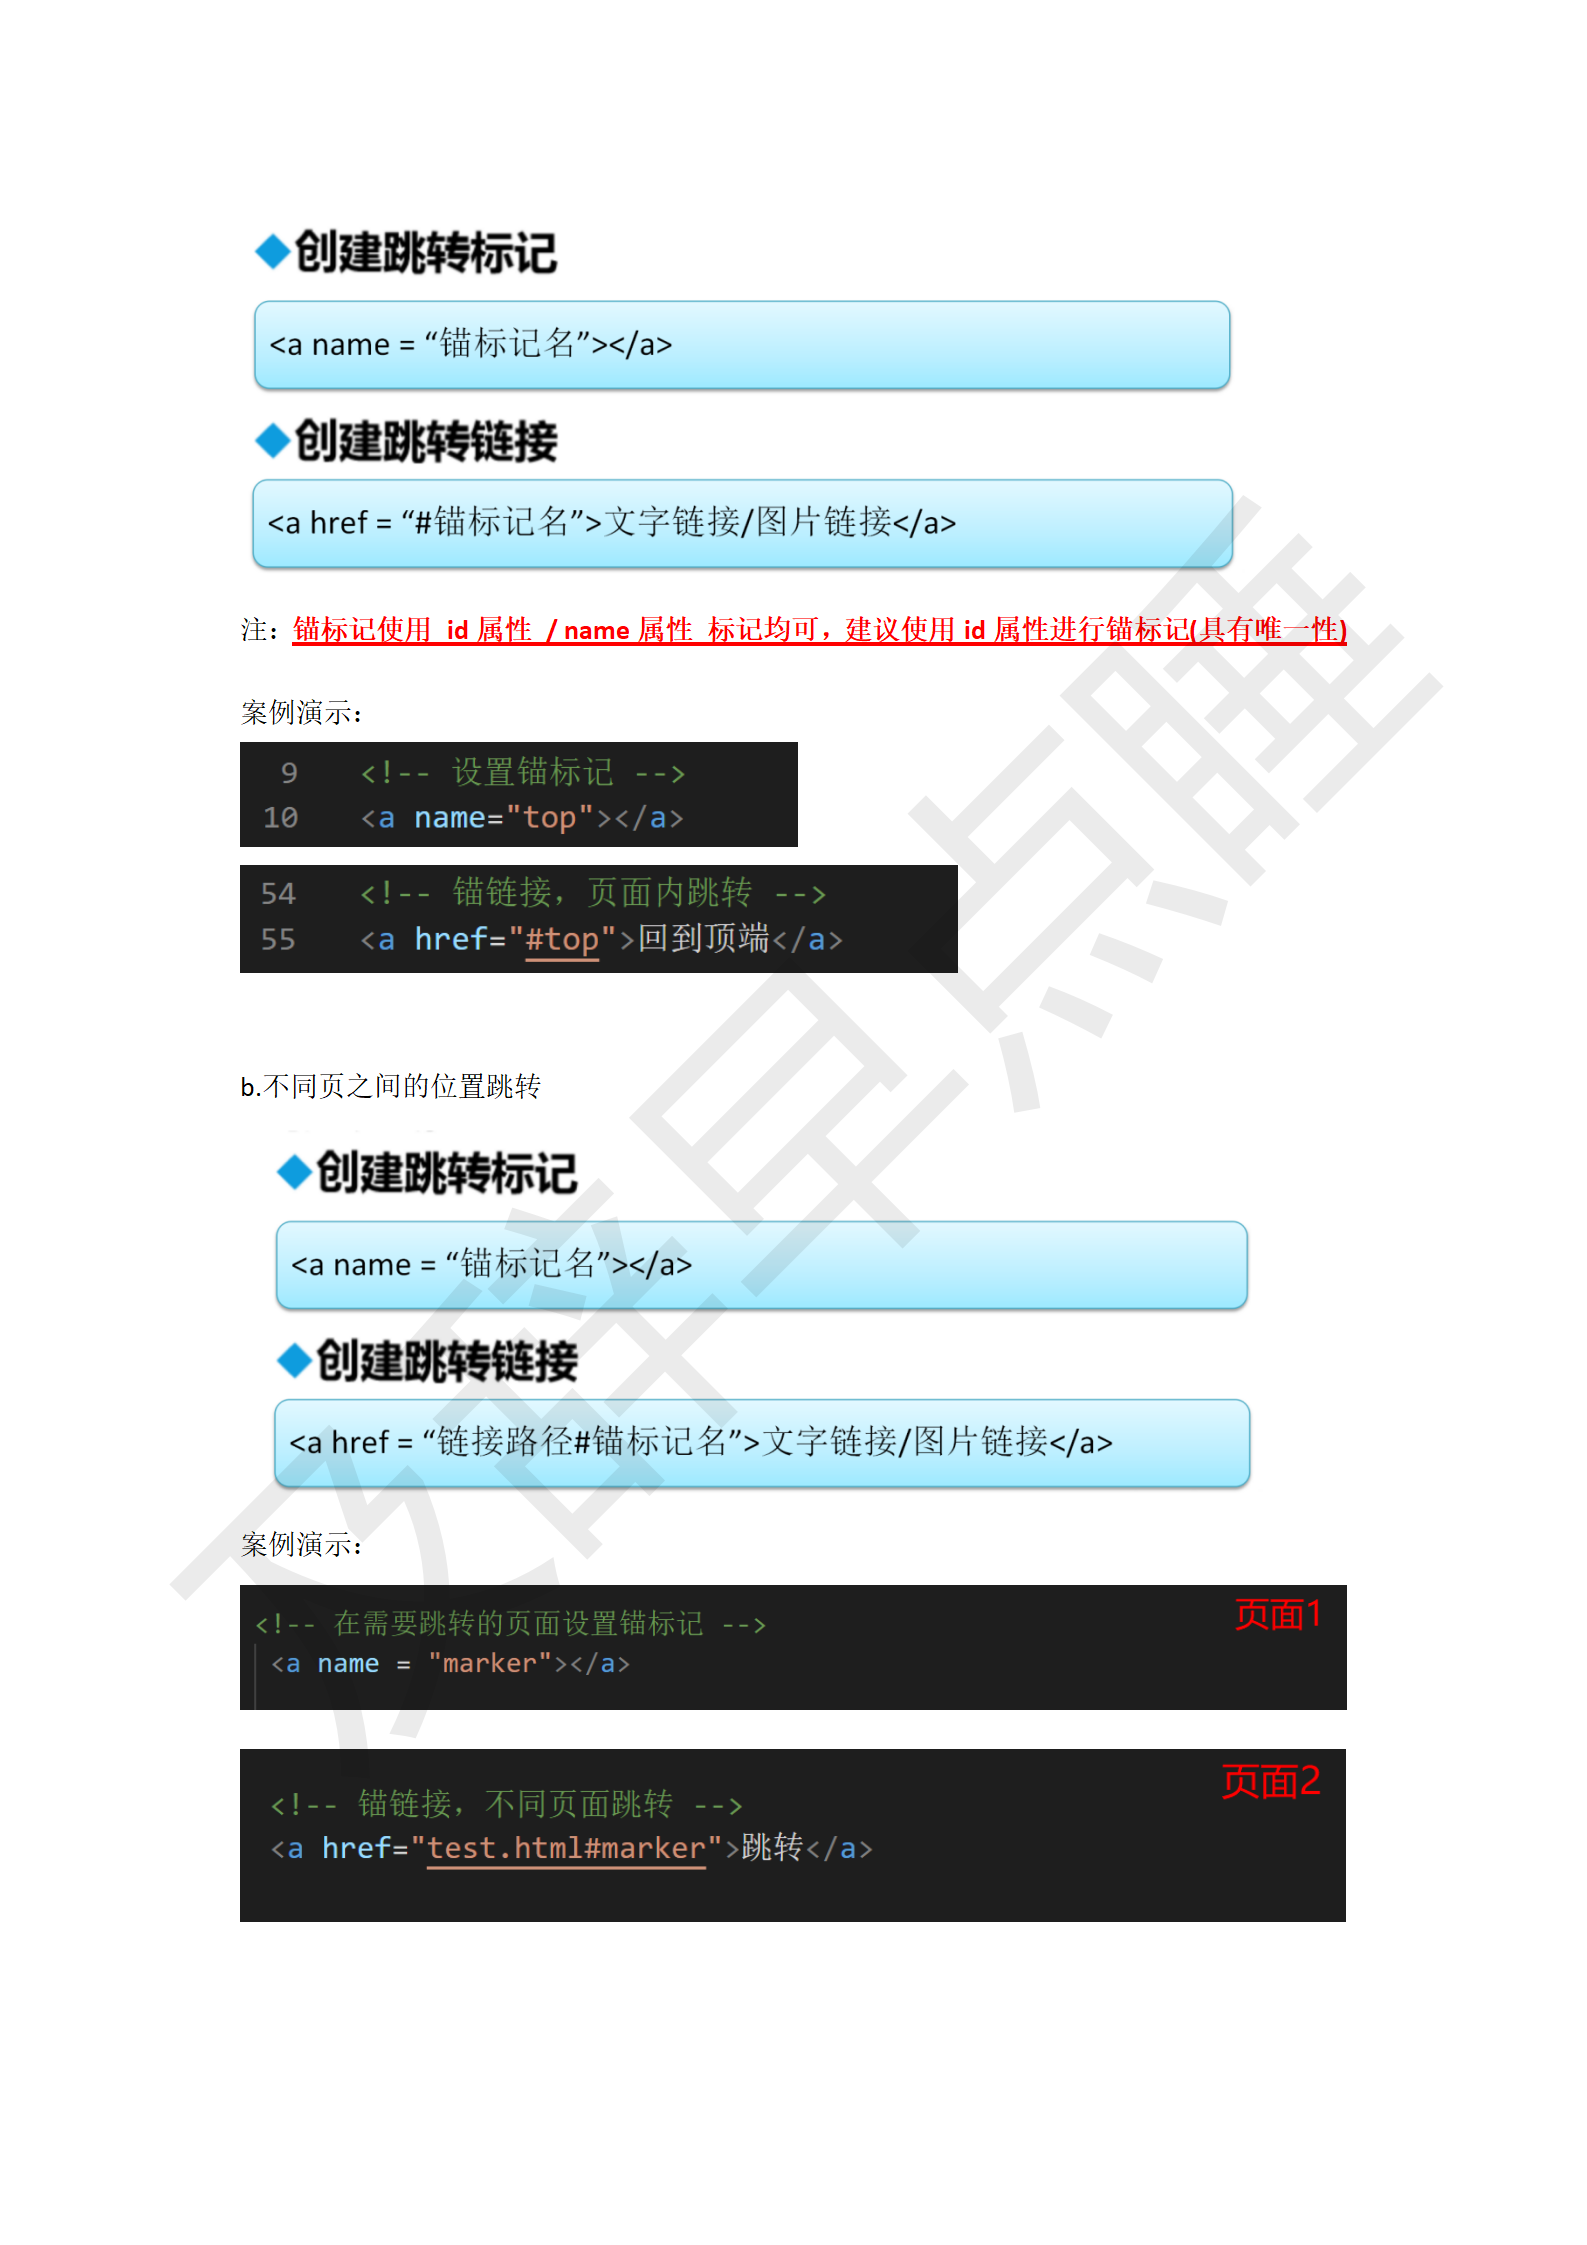 创建跳转标记
<a name = “锚标记名”></a>
创建跳转链接
<a href = “#锚标记名”>文字链接/图片链接</a>
注：锚标记使用 id 属性 / name 属性 标记均可，建议使用 id 属性进行锚标记(具有唯一性)
案例演示：
9 <!-- 设置锚标记 -->
10 <a name="top"></a>
54 <!-- 锚链接，页面内跳转 -->
55 <a href="#top">回到顶端</a>
b.不同页之间的位置跳转
创建跳转标记
<a name = “锚标记名”></a>
创建跳转链接
<a href = “链接路径#锚标记名”>文字链接/图片链接</a>
案例演示：
页面1
<!-- 在需要跳转的页面设置锚标记 -->
<a name = "marker"></a>
页面2
<!-- 锚链接，不同页面跳转 -->
<a href="test.html#marker">跳转</a>
及辞早点睡